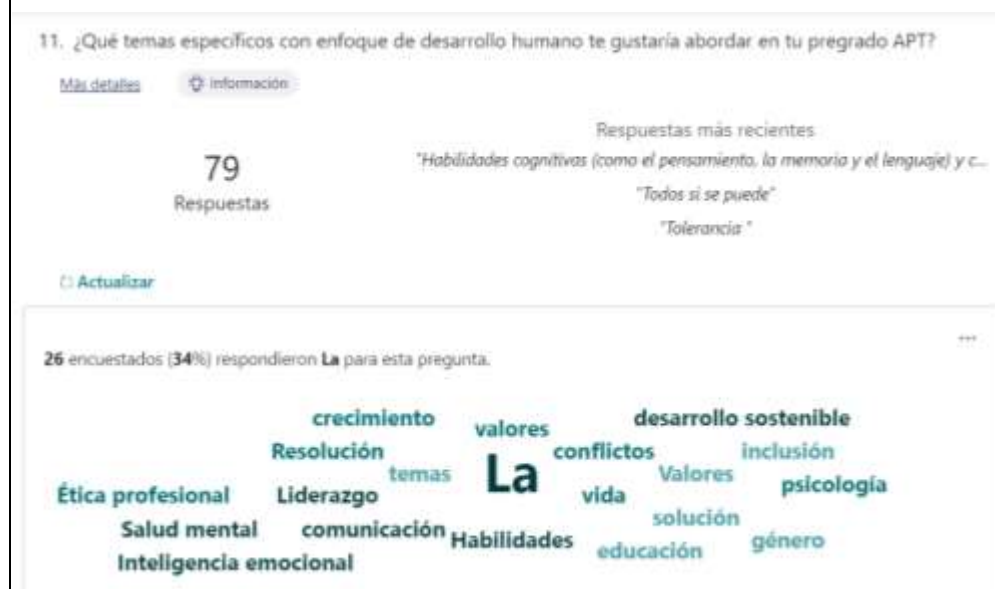 11. ¿Qué temas específicos con enfoque de desarrollo humano te gustaría abordar en tu pregrado APT?
Más detalles
Información
79
Respuestas
Respuestas más recientes
"Habilidades cognitivas (como el pensamiento, la memoria y el lenguaje) y c...
"Todos si se puede"
"Tolerancia "
Actualizar
...
26 encuestados (34%) respondieron La para esta pregunta.
crecimiento valores desarrollo sostenible
Resolución temas La conflictos Valores inclusión
Ética profesional Liderazgo vida psicología
Salud mental comunicación Habilidades solución
Inteligencia emocional educación género